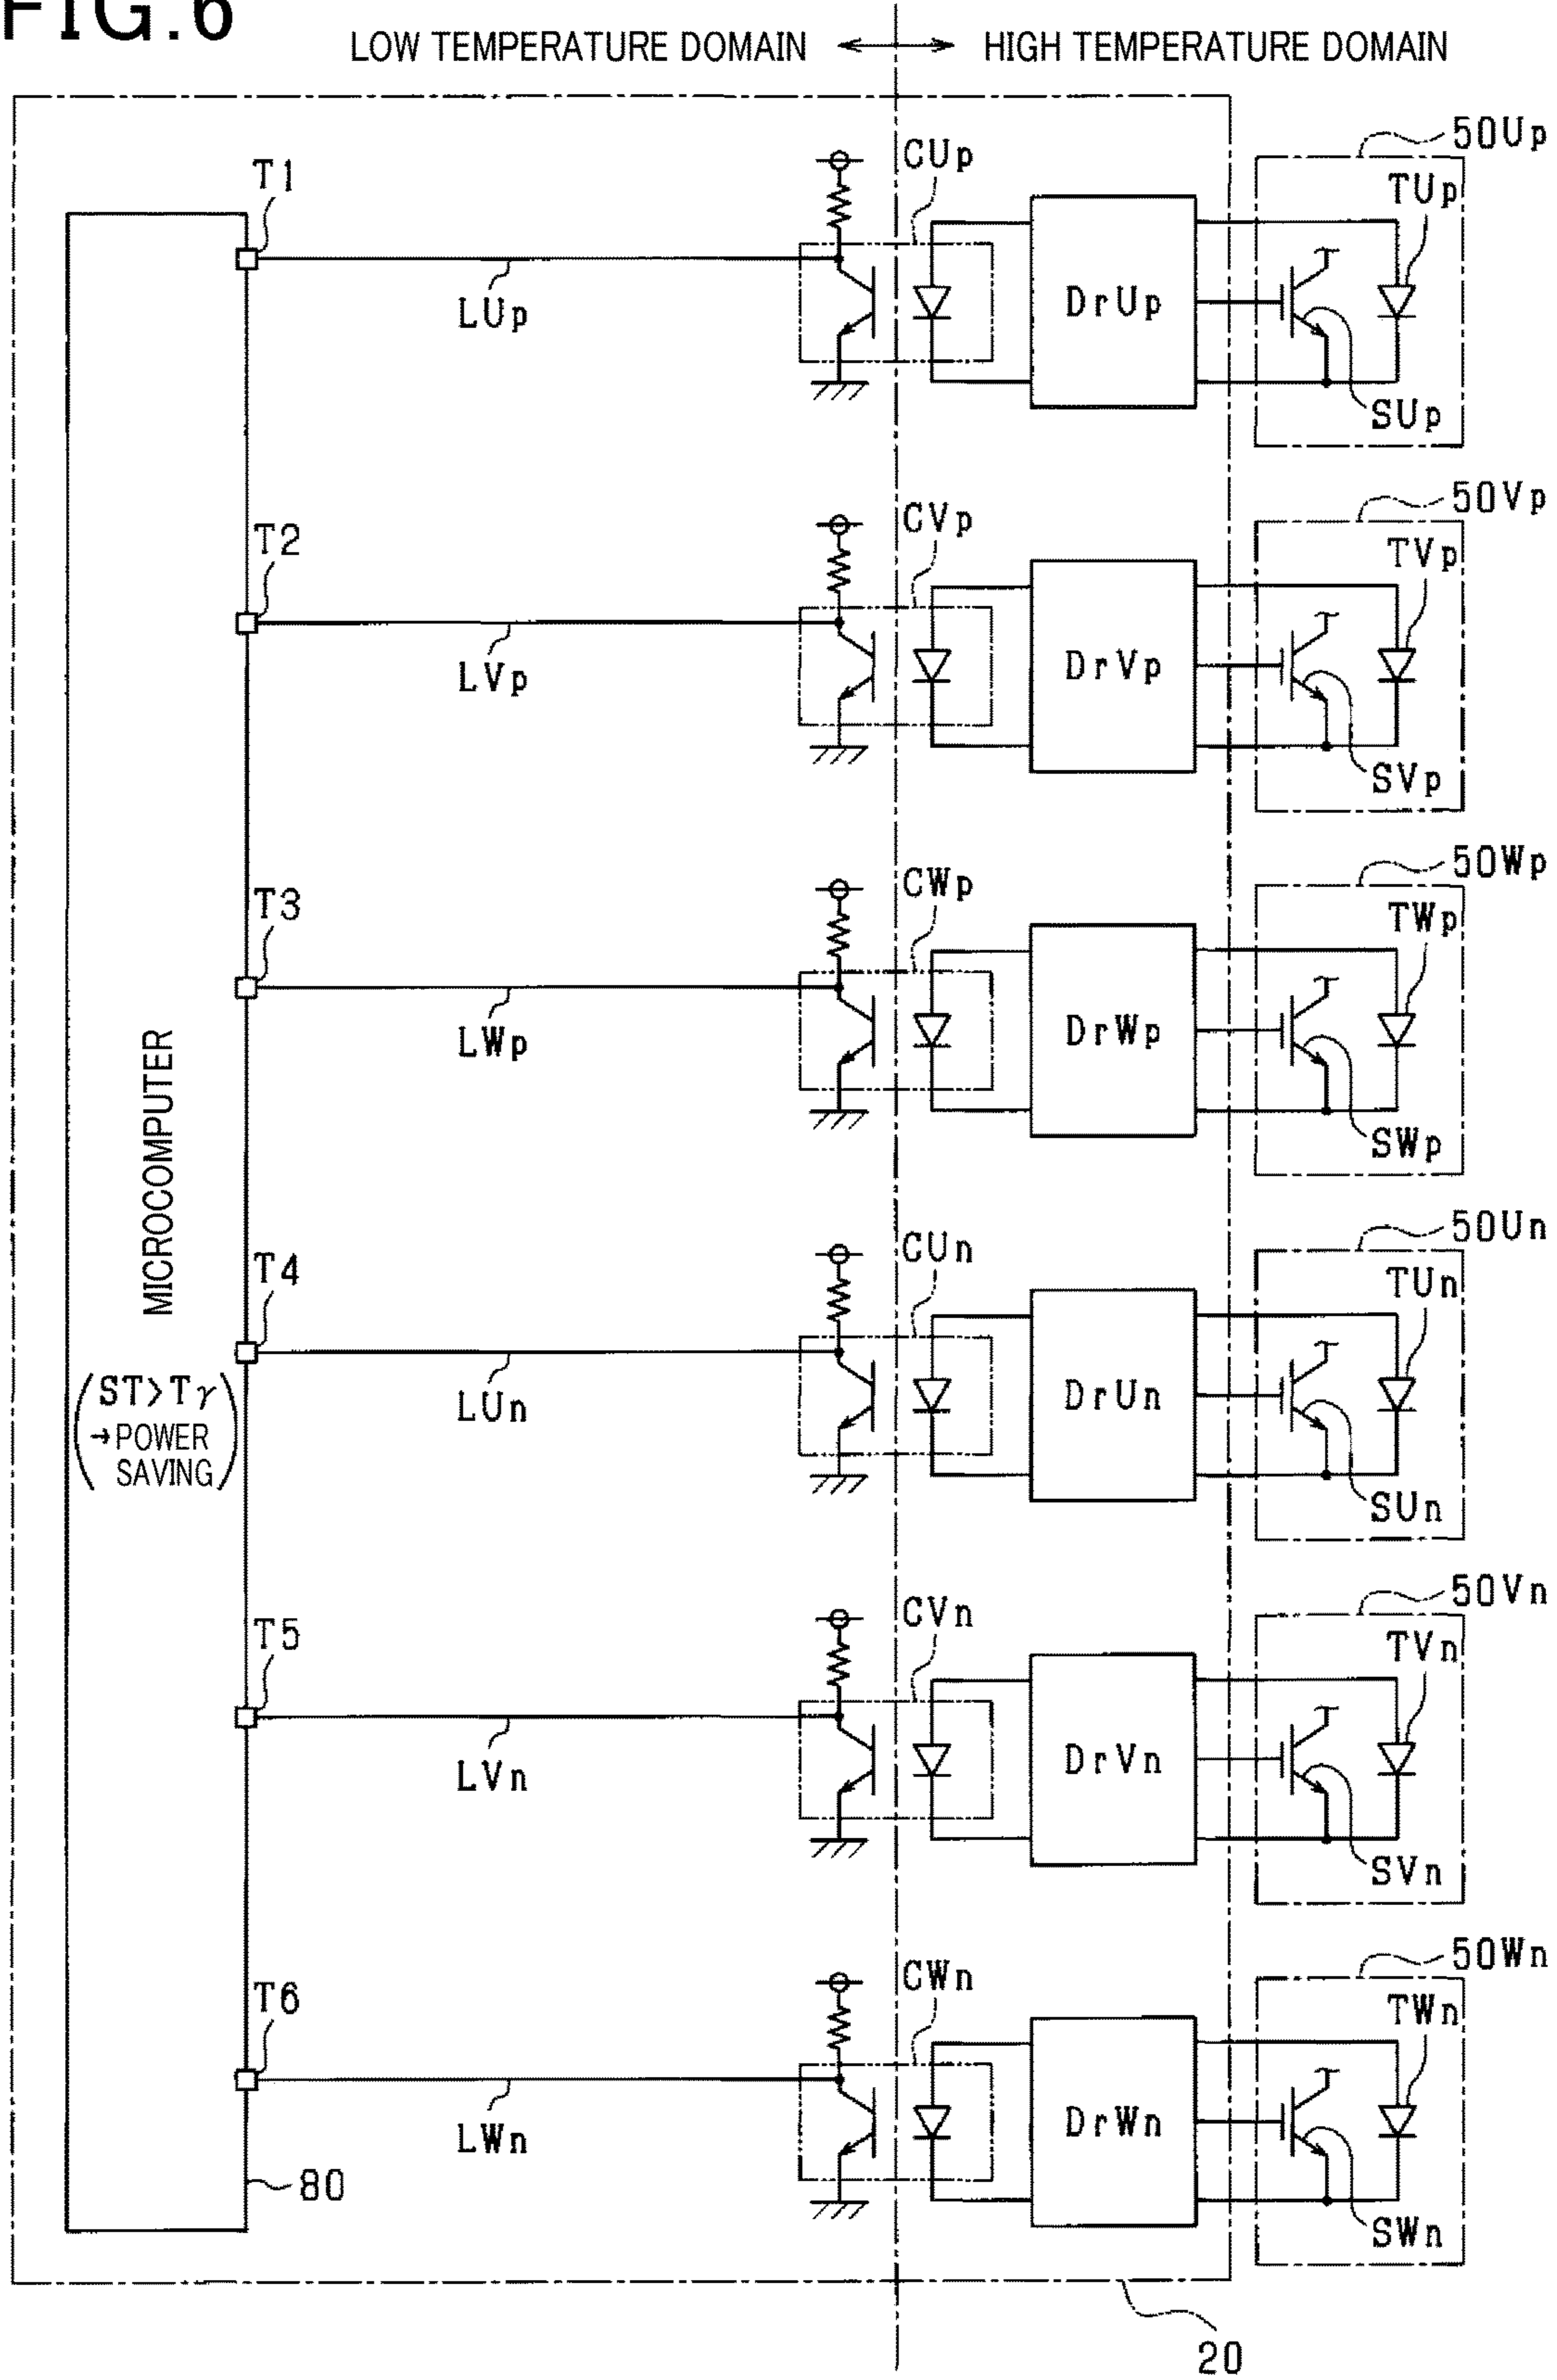 FIG.6
LOW TEMPERATURE DOMAIN
HIGH TEMPERATURE DOMAIN
50Up
T1
CUp
TUp
LUp
DrUp
SUp
50Vp
T2
CVp
TVp
LVp
DrVp
SVp
50Wp
T3
CWp
TWp
LWp
DrWp
SWp
MICROCOMPUTER
50Un
T4
CUn
TUn
ST>Tγ
→POWER
SAVING
LUn
DrUn
SUn
50Vn
T5
CVn
TVn
LVn
DrVn
SVn
50Wn
T6
CWn
TWn
LWn
DrWn
SWn
80
20